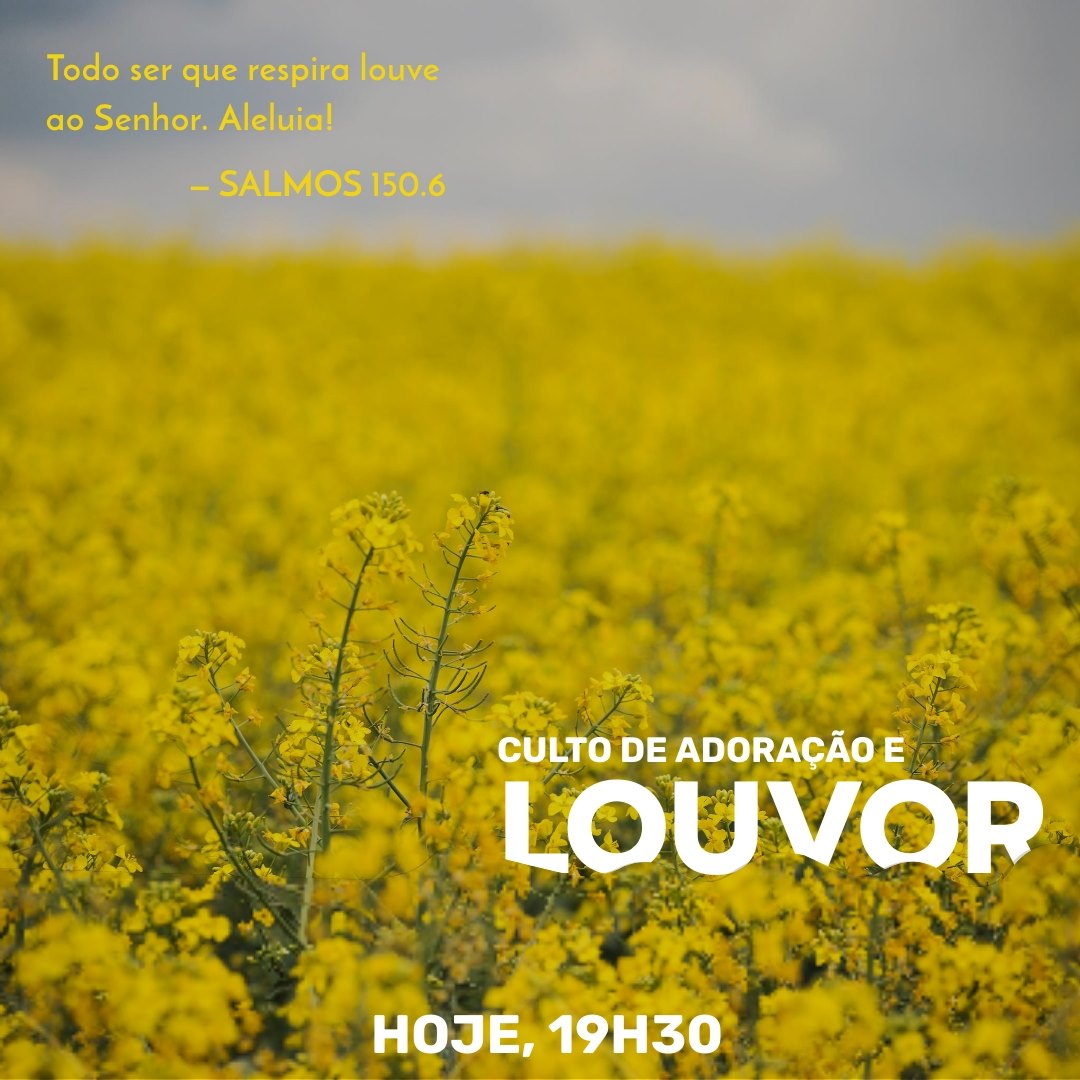 Todo ser que respira louve
ao Senhor. Aleluia!
– SALMOS 150.6
CULTO DE ADORAÇÃO E
LOUVOR
HOJE, 19H30